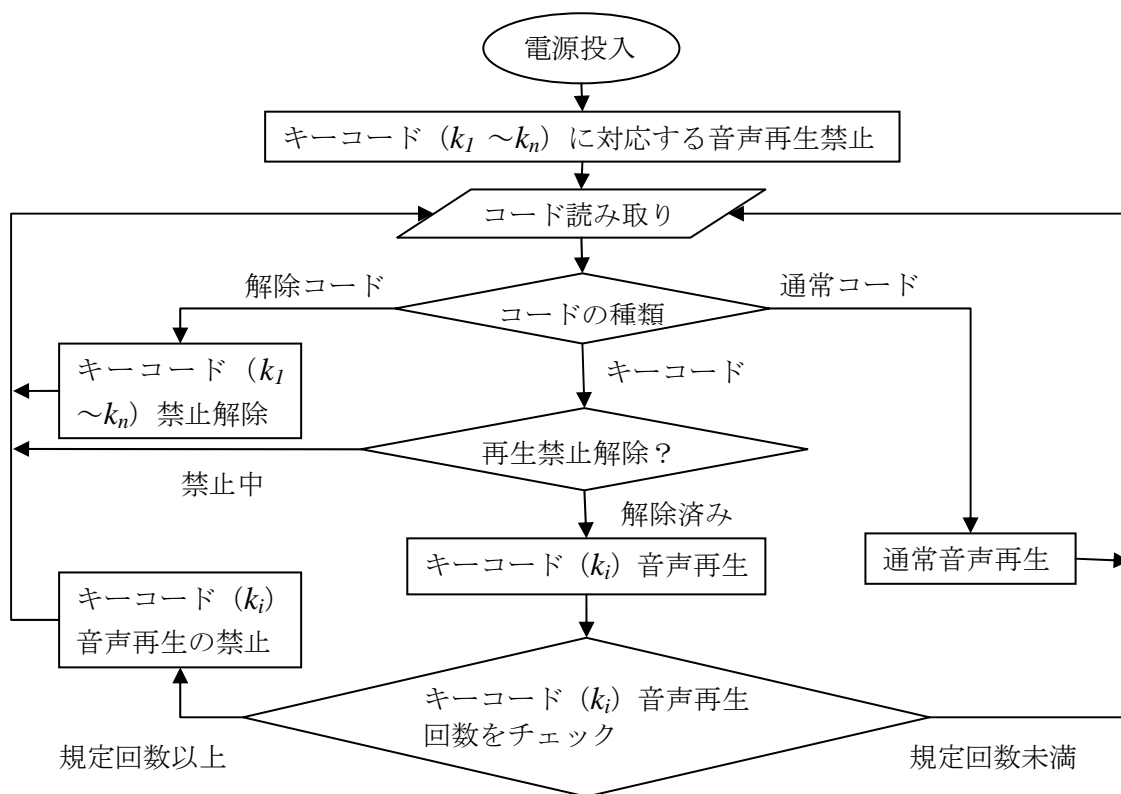 電源投入
キーコード（k1 ～kn）に対応する音声再生禁止
コード読み取り
解除コード
通常コード
コードの種類
キーコード（k1
～kn）禁止解除
キーコード
再生禁止解除？
禁止中
解除済み
キーコード（ki）音声再生
通常音声再生
キーコード（ki）
音声再生の禁止
キーコード（ki）音声再生
回数をチェック
規定回数以上
規定回数未満